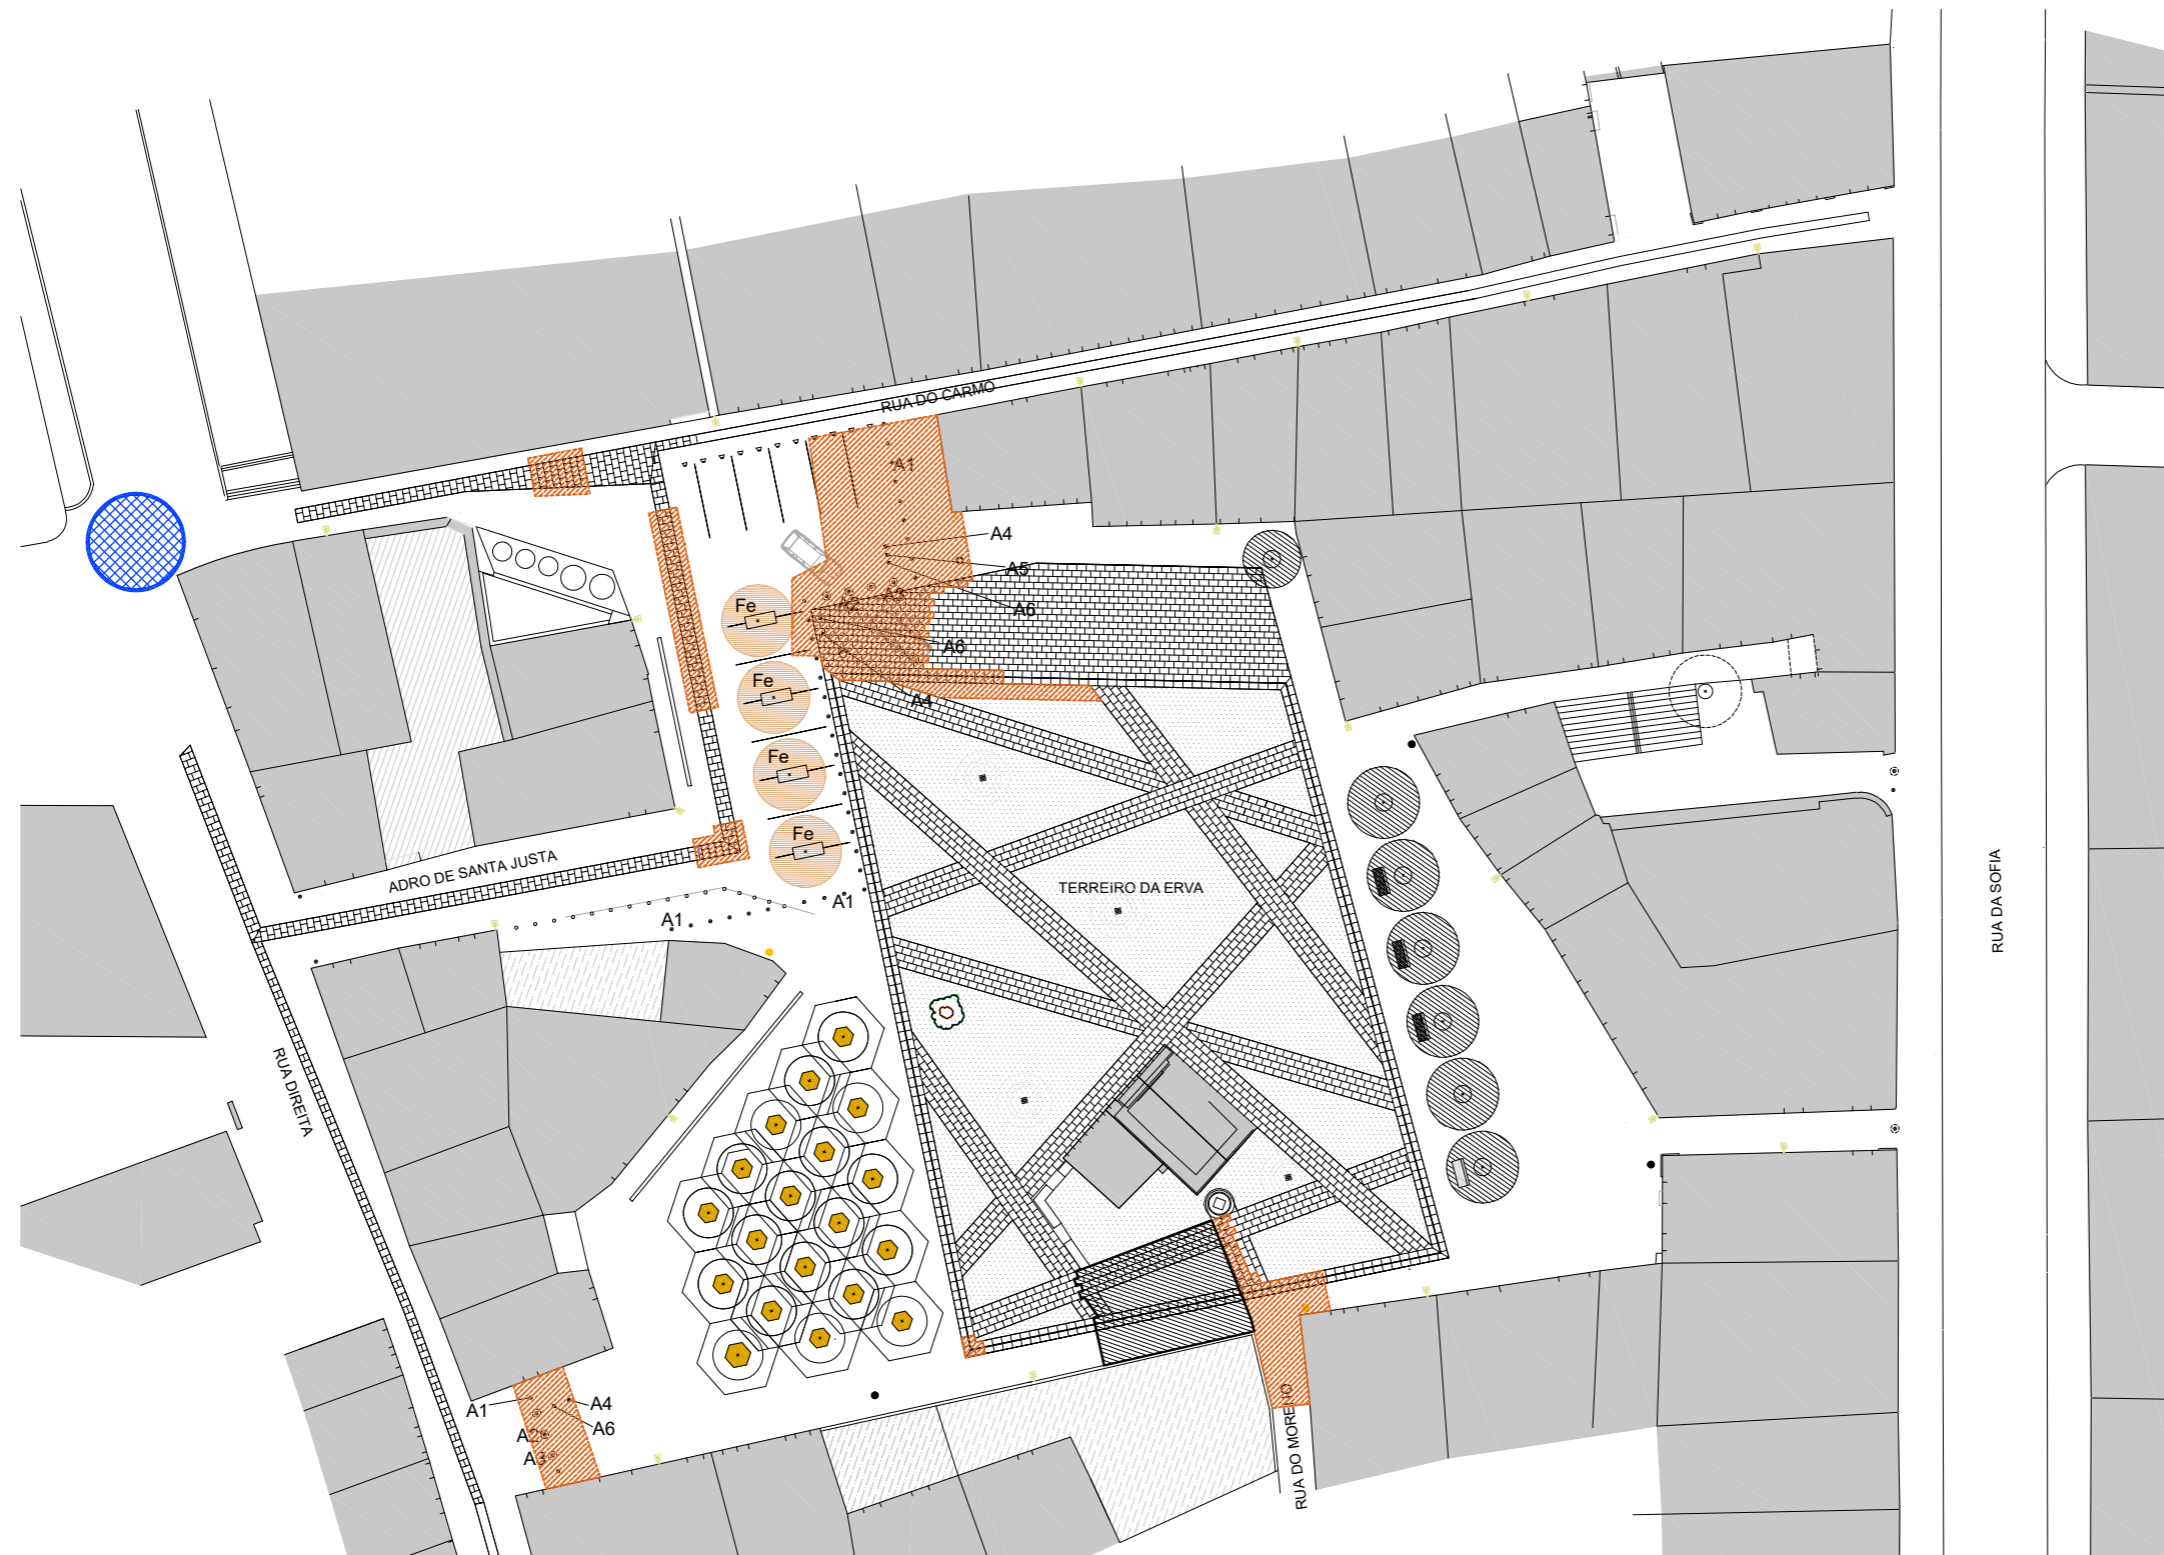 RUA DO CARMO
A1
A4
A5
A2
A3
A6
Fe
A6
Fe
A4
Fe
Fe
ADRO DE SANTA JUSTA
TERREIRO DA ERVA
A1
A1
RUA DA SOFIA
RUA DIREITA
A1
A4
A6
A2
A3
RUA DO MORENO